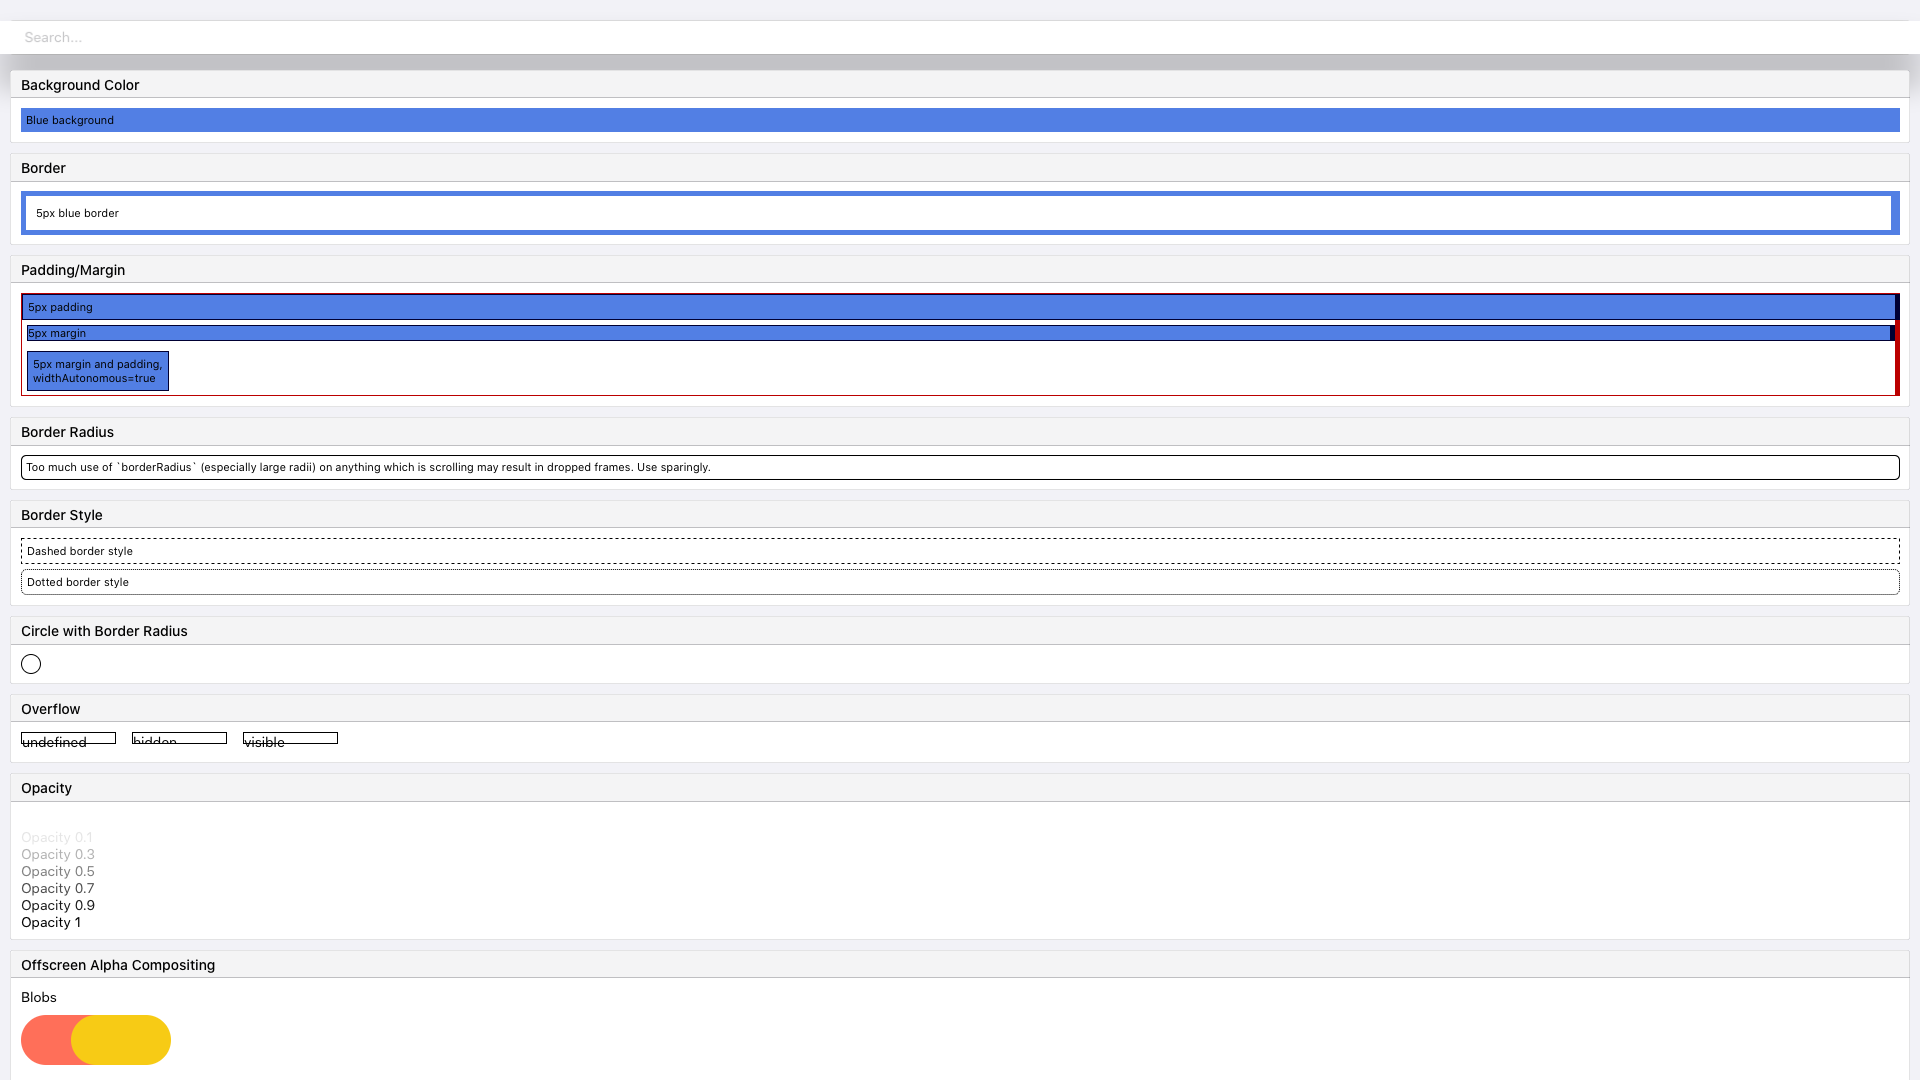 Search...
Background Color
Blue background
Border
5px blue border
Padding/Margin
5px padding
5px margin
5px margin and padding,
widthAutonomous=true
Border Radius
Too much use of `borderRadius` (especially large radii) on anything which is scrolling may result in dropped frames. Use sparingly.
Border Style
Dashed border style
Dotted border style
Circle with Border Radius
Overflow
undefined hidden visible
Opacity
Opacity 0.1
Opacity 0.3
Opacity 0.5
Opacity 0.7
Opacity 0.9
Opacity 1
Offscreen Alpha Compositing
Blobs